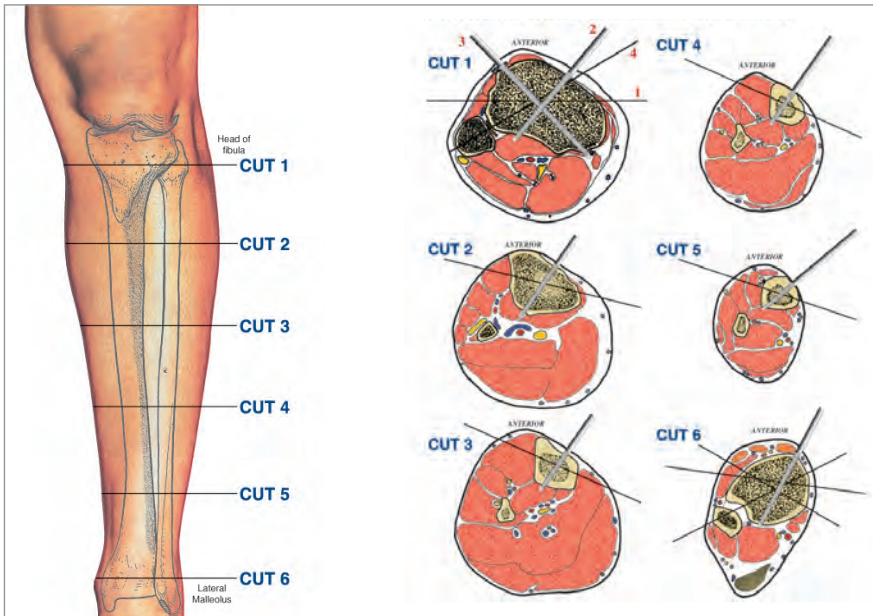 Head of
fibula
CUT 1
CUT 2
CUT 3
CUT 4
CUT 5
CUT 6
Lateral
Malleolus
3
ANTERIOR
2
4
CUT 1
1
CUT 2
ANTERIOR
CUT 3
ANTERIOR
CUT 4
ANTERIOR
CUT 5
ANTERIOR
CUT 6
ANTERIOR